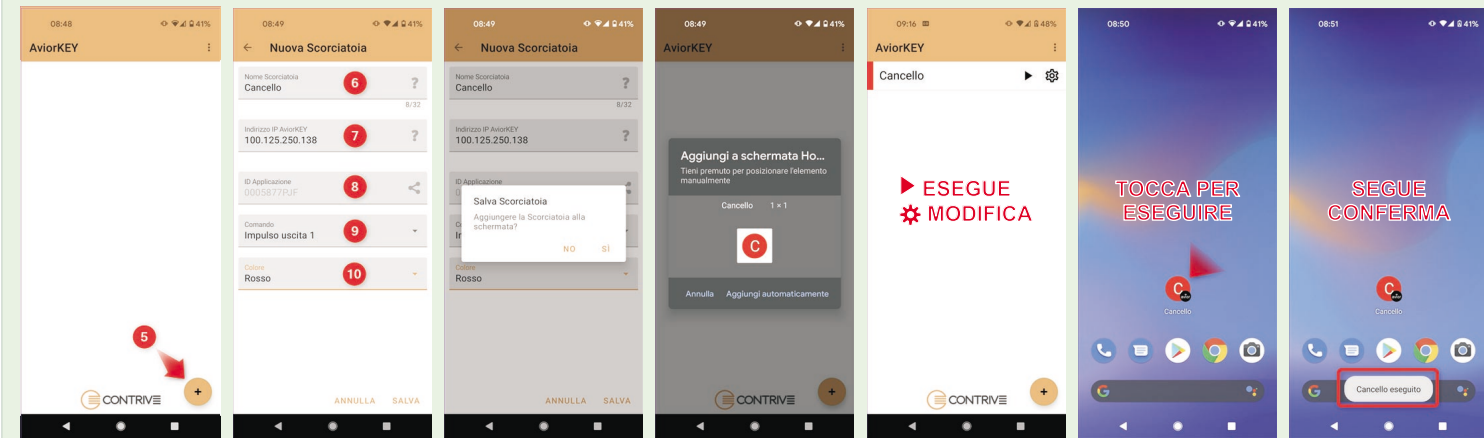 08:48
41%
AviorKEY
5
+
CONTRIVE
08:49
41%
Nuova Scorciatoia
Nome Scorciatoia
Cancello
6
?
8/32
Indirizzo IP AviorKEY
100.125.250.138
7
?
ID Applicazione
0005877PJF
8
Comando
Impulso uscita 1
9
Colore
Rosso
10
ANNULLA SALVA
08:49
41%
Nuova Scorciatoia
Nome Scorciatoia
Cancello
?
8/32
Indirizzo IP AviorKEY
100.125.250.138
?
ID Applicazione
Salva Scorciatoia
Aggiungere la Scorciatoia alla
schermata?
NO SÌ
Colore
Rosso
ANNULLA SALVA
08:49
41%
AviorKEY
Aggiungi a schermata Ho...
Tieni premuto per posizionare l'elemento
manualmente
Cancello 1 × 1
C
Annulla Aggiungi automaticamente
CONTRIVE
+
09:16
48%
AviorKEY
Cancello
ESEGUE
MODIFICA
CONTRIVE
+
08:50
41%
TOCCA PER
ESEGUIRE
C
Cancello
G
08:51
41%
SEGUE
CONFERMA
C
Cancello
G
Cancello eseguito